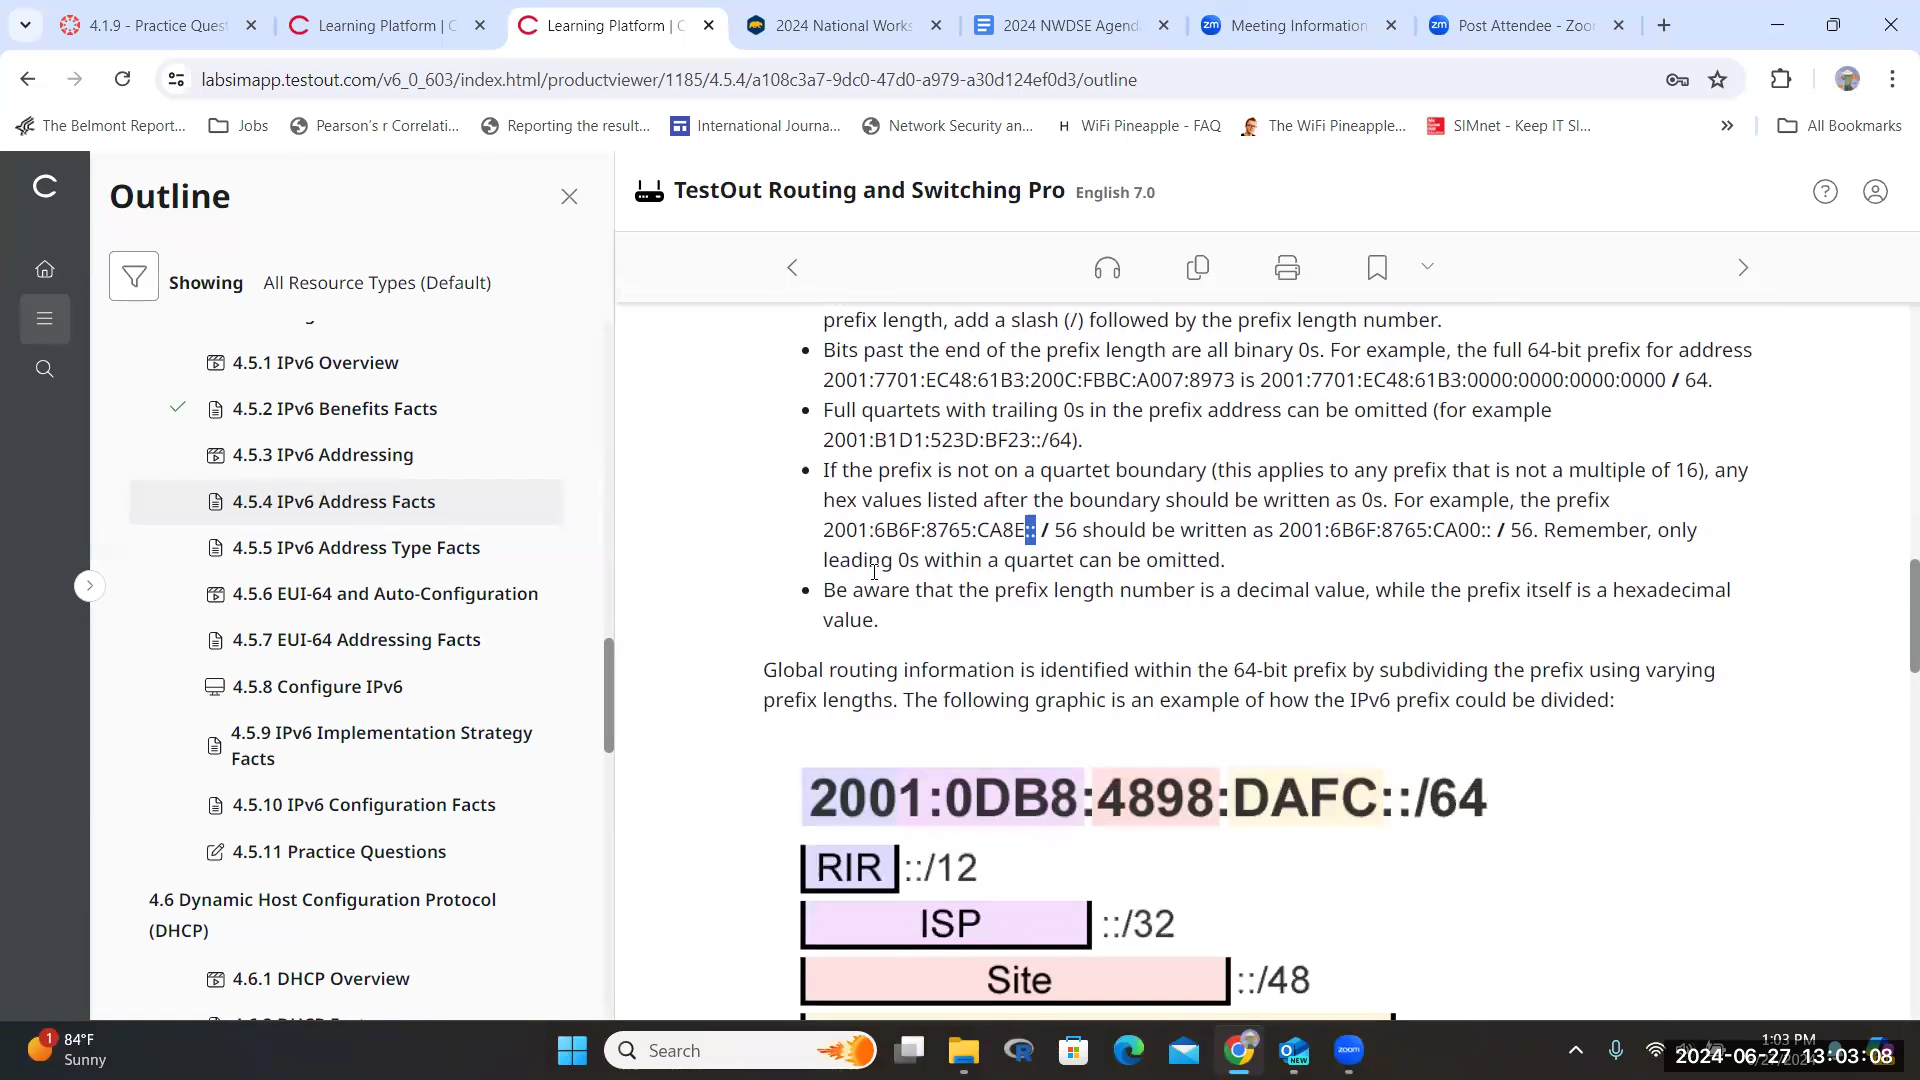 4.1.9 - Practice Quest
Learning Platform | C
Learning Platform | C
2024 National Works
2024 NWDSE Agend
Meeting Information
Post Attendee - Zoo
labsimapp.testout.com/v6_0_603/index.html/productviewer/1185/4.5.4/a108c3a7-9dc0-47d0-a979-a30d124ef0d3/outline
The Belmont Report...
Jobs
Pearson's r Correlati...
Reporting the result...
International Journa...
Network Security an...
WiFi Pineapple - FAQ
The WiFi Pineapple...
SIMnet - Keep IT SI...
All Bookmarks
Outline
Showing All Resource Types (Default)
4.5.1 IPv6 Overview
4.5.2 IPv6 Benefits Facts
4.5.3 IPv6 Addressing
4.5.4 IPv6 Address Facts
4.5.5 IPv6 Address Type Facts
4.5.6 EUI-64 and Auto-Configuration
4.5.7 EUI-64 Addressing Facts
4.5.8 Configure IPv6
4.5.9 IPv6 Implementation Strategy
Facts
4.5.10 IPv6 Configuration Facts
4.5.11 Practice Questions
4.6 Dynamic Host Configuration Protocol
(DHCP)
4.6.1 DHCP Overview
TestOut Routing and Switching Pro English 7.0
prefix length, add a slash (/) followed by the prefix length number.
• Bits past the end of the prefix length are all binary 0s. For example, the full 64-bit prefix for address
2001:7701:EC48:61B3:200C:FBBC:A007:8973 is 2001:7701:EC48:61B3:0000:0000:0000:0000 / 64.
• Full quartets with trailing 0s in the prefix address can be omitted (for example
2001:B1D1:523D:BF23::/64).
• If the prefix is not on a quartet boundary (this applies to any prefix that is not a multiple of 16), any
hex values listed after the boundary should be written as 0s. For example, the prefix
2001:6B6F:8765:CA8E:: / 56 should be written as 2001:6B6F:8765:CA00:: / 56. Remember, only
leading 0s within a quartet can be omitted.
• Be aware that the prefix length number is a decimal value, while the prefix itself is a hexadecimal
value.
Global routing information is identified within the 64-bit prefix by subdividing the prefix using varying
prefix lengths. The following graphic is an example of how the IPv6 prefix could be divided:
2001:0DB8:4898:DAFC::/64
RIR ::/12
ISP ::/32
Site ::/48
1
84°F
Sunny
Search
zoom
NEW
1:03 PM
2024-06-27 13:03:08